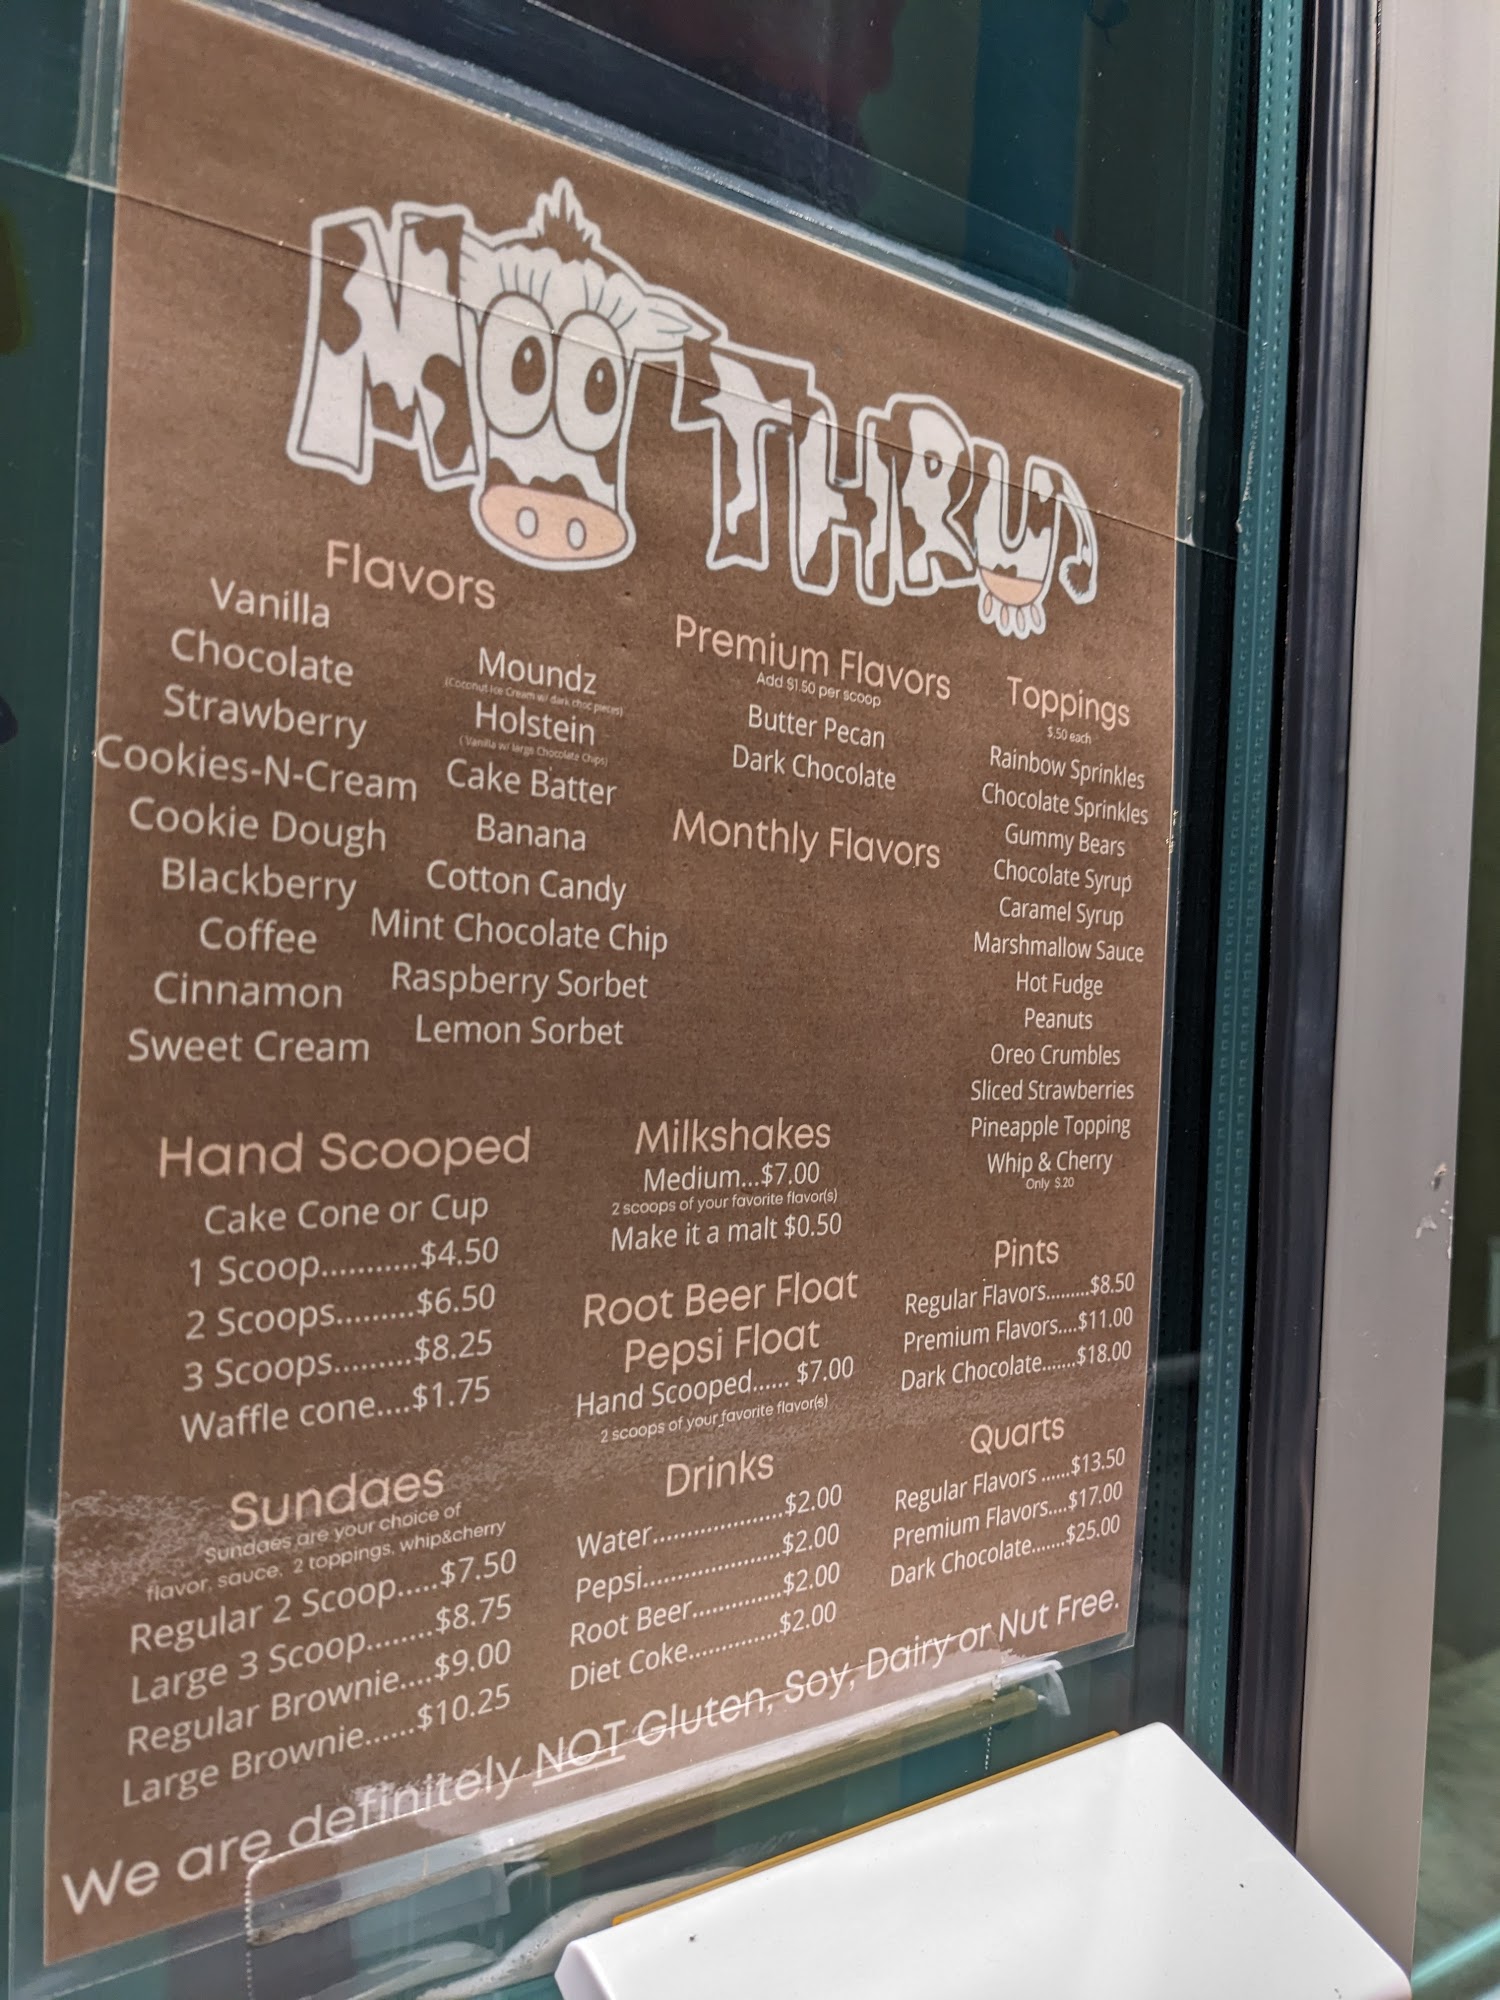 MOO THRU
Flavors
Vanilla
Chocolate
Strawberry
Cookies-N-Cream
Cookie Dough
Blackberry
Coffee
Cinnamon
Sweet Cream
Moundz
(Coconut Ice Cream w/ dark choc pieces)
Holstein
(Vanilla w/ large Chocolate Chips)
Cake Batter
Banana
Cotton Candy
Mint Chocolate Chip
Raspberry Sorbet
Lemon Sorbet
Premium Flavors
Add $1.50 per scoop
Butter Pecan
Dark Chocolate
Monthly Flavors
Toppings
$.50 each
Rainbow Sprinkles
Chocolate Sprinkles
Gummy Bears
Chocolate Syrup
Caramel Syrup
Marshmallow Sauce
Hot Fudge
Peanuts
Oreo Crumbles
Sliced Strawberries
Pineapple Topping
Whip & Cherry
Only $.20
Hand Scooped
Cake Cone or Cup
1 Scoop...........$4.50
2 Scoops.........$6.50
3 Scoops.........$8.25
Waffle cone....$1.75
Sundaes
Sundaes are your choice of
flavor, sauce, 2 toppings, whip&cherry
Regular 2 Scoop.....$7.50
Large 3 Scoop........$8.75
Regular Brownie....$9.00
Large Brownie......$10.25
Milkshakes
Medium...$7.00
2 scoops of your favorite flavor(s)
Make it a malt $0.50
Root Beer Float
Pepsi Float
Hand Scooped...... $7.00
2 scoops of your favorite flavor(s)
Drinks
Water....................$2.00
Pepsi.....................$2.00
Root Beer..............$2.00
Diet Coke..............$2.00
Pints
Regular Flavors.........$8.50
Premium Flavors....$11.00
Dark Chocolate.......$18.00
Quarts
Regular Flavors ......$13.50
Premium Flavors....$17.00
Dark Chocolate.......$25.00
We are definitely NOT Gluten, Soy, Dairy or Nut Free.